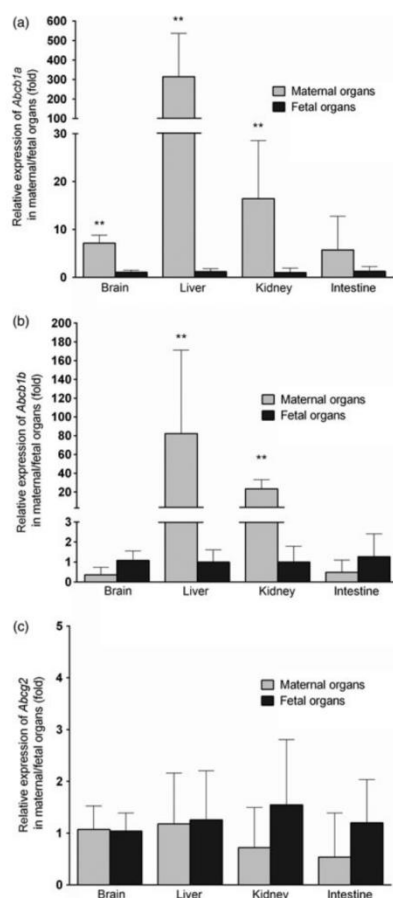 (a)
Relative expression of Abcb1a
in maternal/fetal organs (fold)
600
500
400
300
200
100
30
20
10
0
**
**
**
Maternal organs
Fetal organs
Brain Liver Kidney Intestine
(b)
Relative expression of Abcb1b
in maternal/fetal organs (fold)
200
180
160
140
120
100
80
60
40
20
3
2
1
0
**
**
Maternal organs
Fetal organs
Brain Liver Kidney Intestine
(c)
Relative expression of Abcg2
in maternal/fetal organs (fold)
5
4
3
2
1
0
Maternal organs
Fetal organs
Brain Liver Kidney Intestine